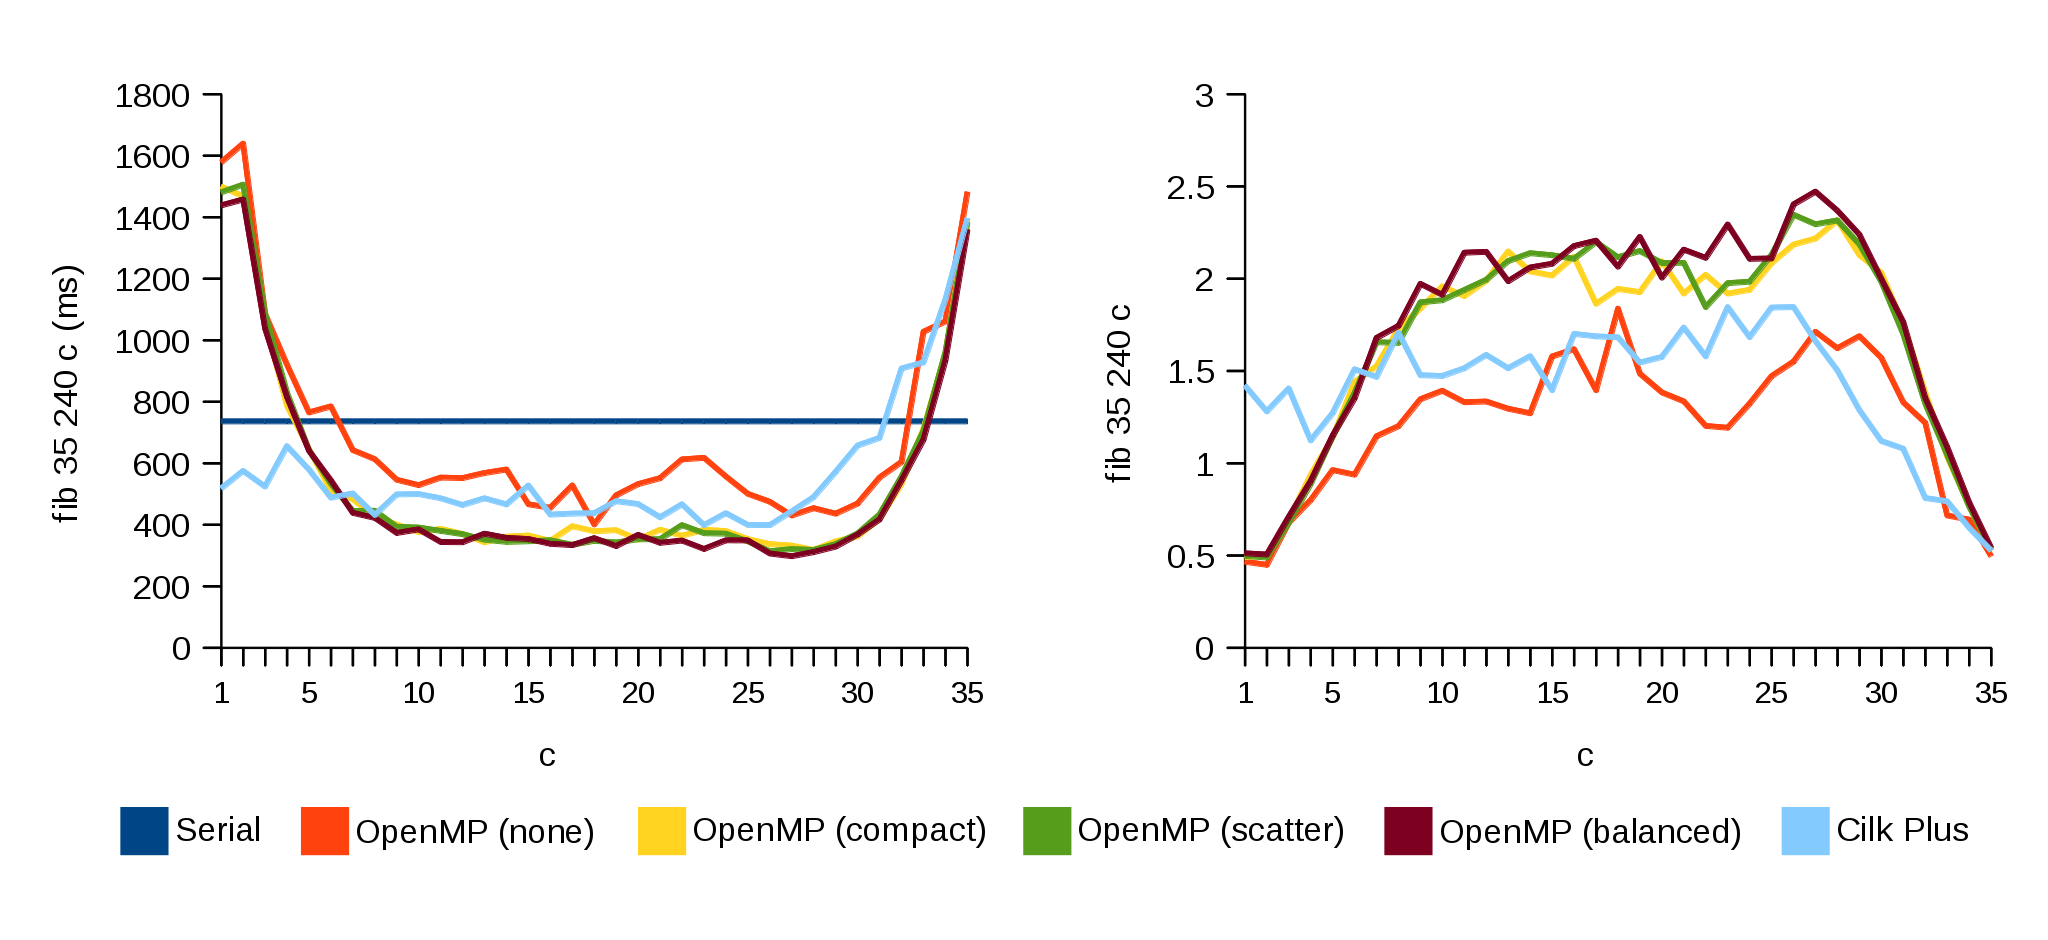 1800
1600
1400
1200
1000
800
600
400
200
0
fib 35 240 c (ms)
1 5 10 15 20 25 30 35
c
3
2.5
2
1.5
1
0.5
0
fib 35 240 c
1 5 10 15 20 25 30 35
c
Serial OpenMP (none) OpenMP (compact) OpenMP (scatter) OpenMP (balanced) Cilk Plus